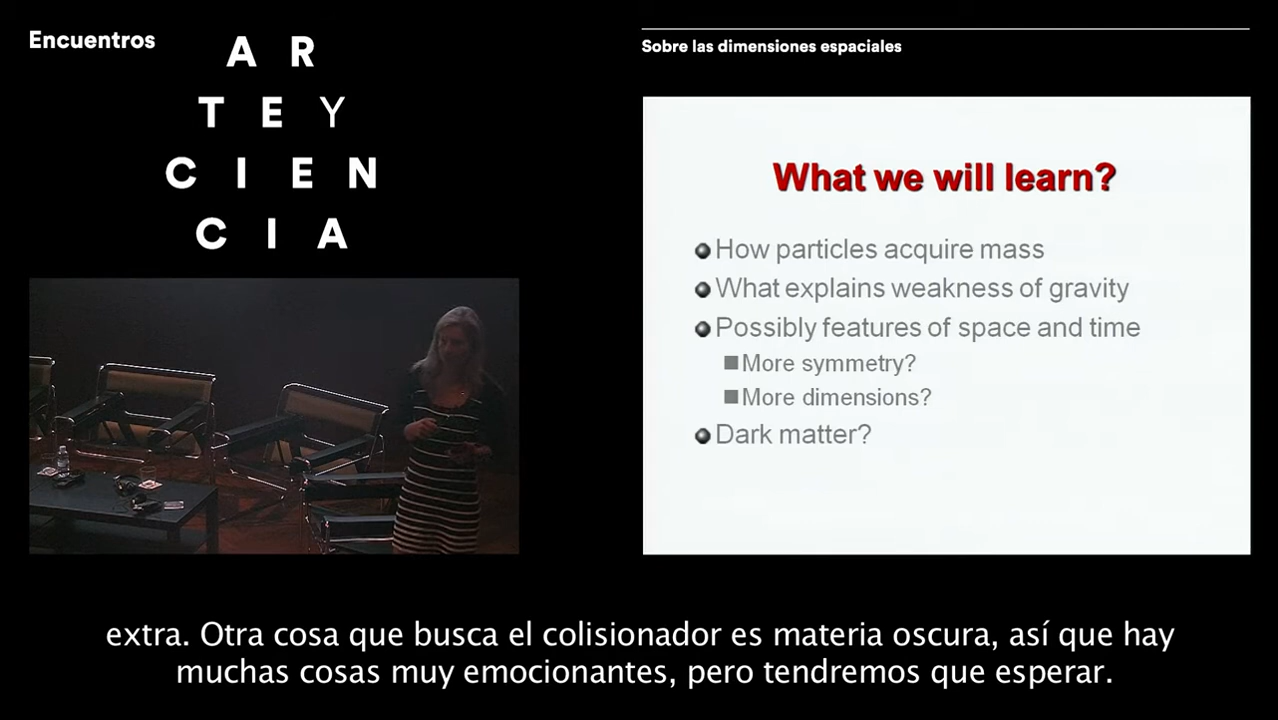 Encuentros
A R
T E Y
C I E N
C I A
Sobre las dimensiones espaciales
What we will learn?
How particles acquire mass
What explains weakness of gravity
Possibly features of space and time
More symmetry?
More dimensions?
Dark matter?
extra. Otra cosa que busca el colisionador es materia oscura, así que hay
muchas cosas muy emocionantes, pero tendremos que esperar.